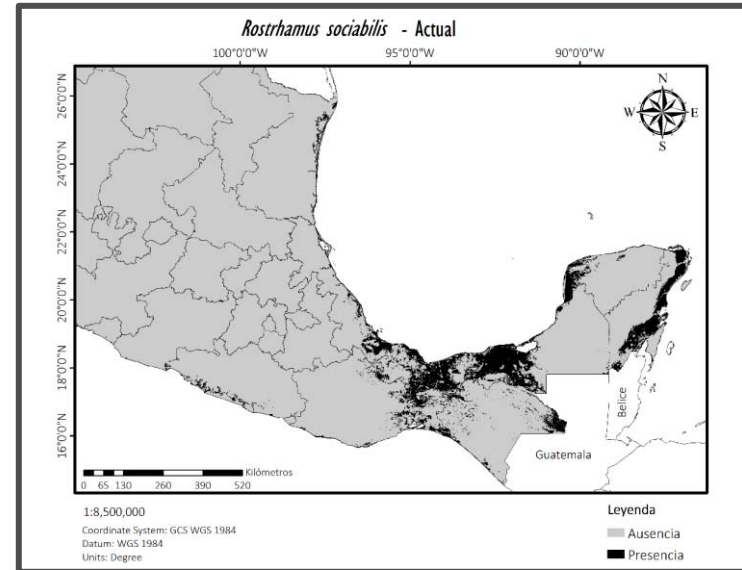 Rostrhamus sociabilis - Actual
100°0'0"W 95°0'0"W 90°0'0"W
N
W E
S
26°0'0"N
24°0'0"N
22°0'0"N
20°0'0"N
18°0'0"N
16°0'0"N
Belice
Guatemala
Kilómetros
0 65 130 260 390 520
1:8,500,000
Coordinate System: GCS WGS 1984
Datum: WGS 1984
Units: Degree
Leyenda
Ausencia
Presencia